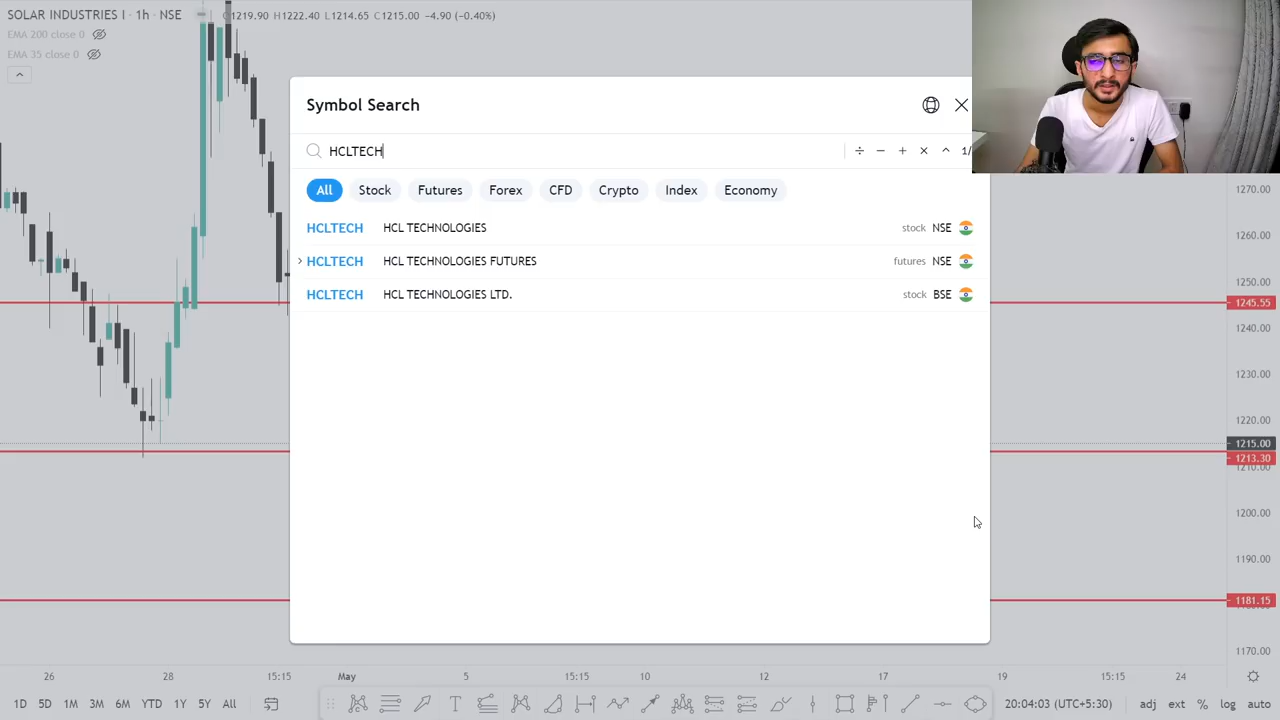 SOLAR INDUSTRIES I · 1h · NSE O1219.90 H1222.40 L1214.65 C1215.00 -4.90 (-0.40%)
EMA 200 close 0
EMA 35 close 0
Symbol Search
HCLTECH
÷ − + × 1/
All Stock Futures Forex CFD Crypto Index Economy
HCLTECH HCL TECHNOLOGIES stock NSE
HCLTECH HCL TECHNOLOGIES FUTURES futures NSE
HCLTECH HCL TECHNOLOGIES LTD. stock BSE
1270.00
1260.00
1250.00
1245.55
1240.00
1230.00
1220.00
1215.00
1213.30
1210.00
1200.00
1190.00
1181.15
1170.00
26 28 15:15 May 5 15:15 10 12 17 19 15:15 24
1D 5D 1M 3M 6M YTD 1Y 5Y All 20:04:03 (UTC+5:30) adj ext % log auto